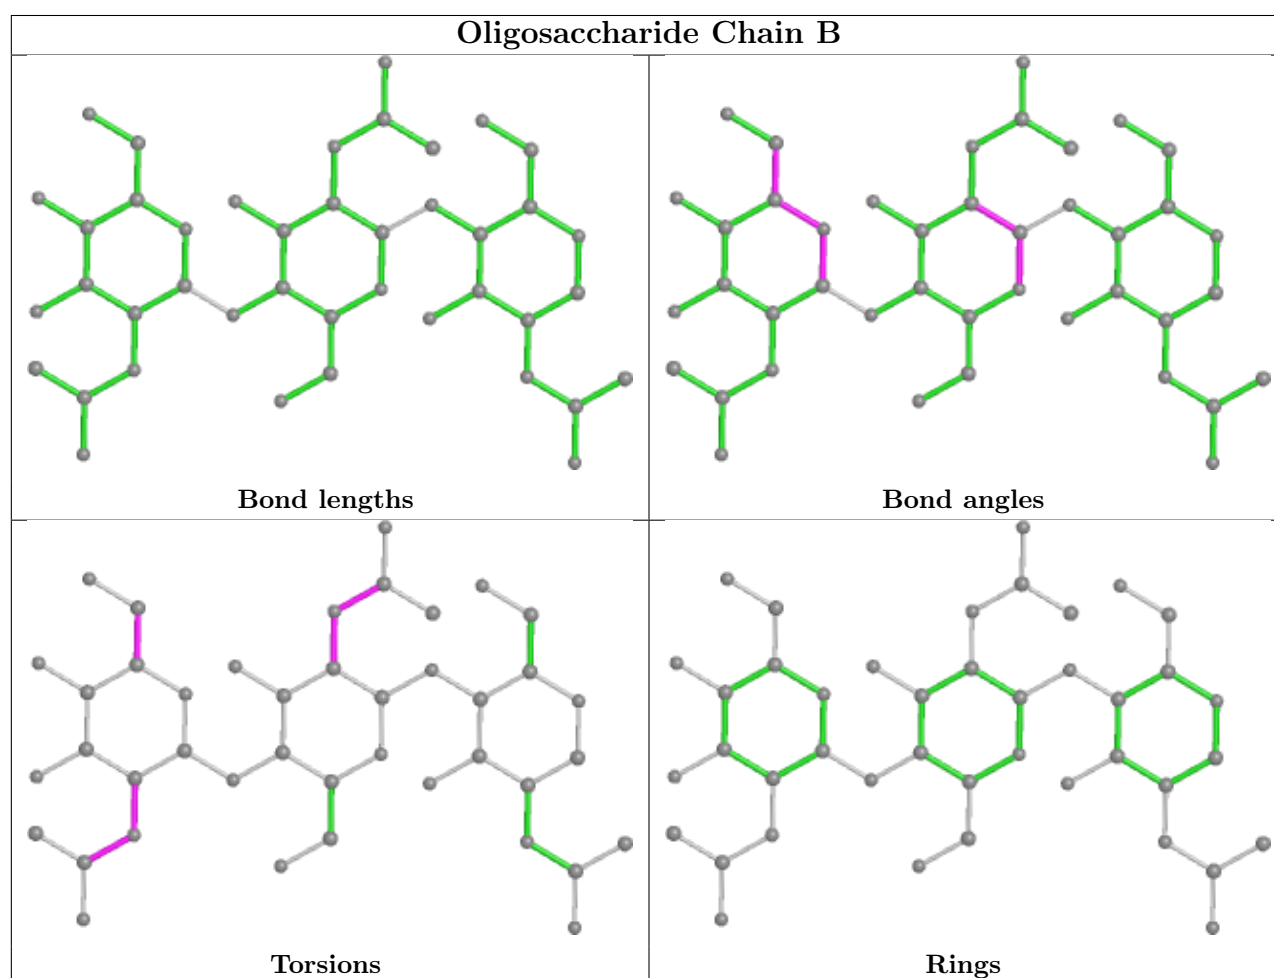 Oligosaccharide Chain B
Bond lengths
Bond angles
Torsions
Rings